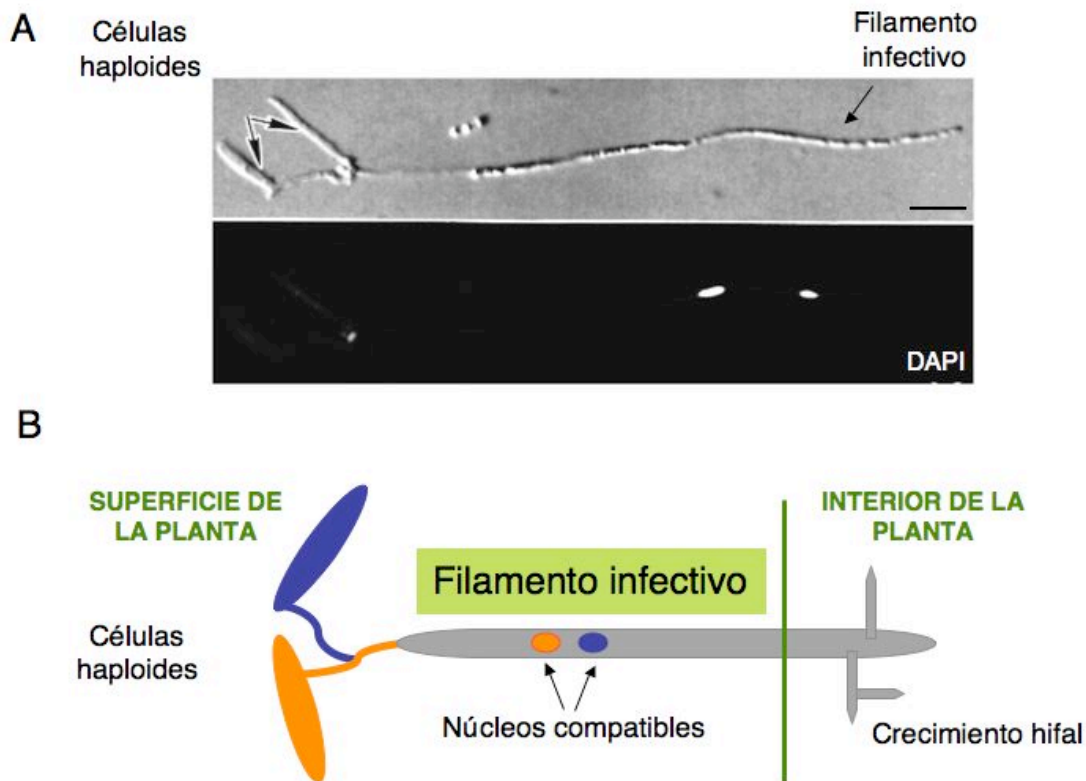 A
Células
haploides
Filamento
infectivo
DAPI
B
SUPERFICIE DE
LA PLANTA
INTERIOR DE LA
PLANTA
Filamento infectivo
Células
haploides
Núcleos compatibles
Crecimiento hifal